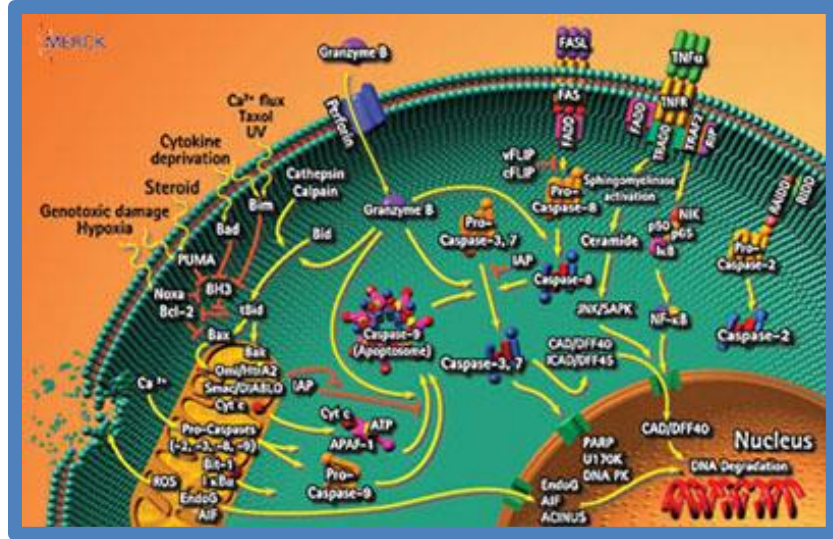 MERCK
Granzyme B
Perforin
FASL
FAS
FADD
TNFα
TNFR
FADD
TRADD
TRAF2
RIP
Ca²⁺ flux
Taxol
UV
Cytokine
deprivation
Steroid
Genotoxic damage
Hypoxia
Cathepsin
Calpain
Bim
Bad
Bid
PUMA
Noxa
BH3
Bcl-2
tBid
Bax
Bak
Granzyme B
vFLIP
cFLIP
Pro-
Caspase-8
Sphingomyelinase
activation
Ceramide
NIK
p50
p65
IκB
RAIDD
RIDD
Pro-
Caspase-2
Caspase-2
Pro-
Caspase-3, 7
IAP
Caspase-8
JNK/SAPK
NF-κB
Caspase-9
(Apoptosome)
Caspase-3, 7
CAD/DFF40
ICAD/DFF45
Omi/HtrA2
Smac/DIABLO
IAP
Cyt c
Ca²⁺
Cyt c
ATP
APAF-1
Pro-Caspases
(-2, -3, -8, -9)
Bit-1
IκBα
Pro-
Caspase-9
ROS
EndoG
AIF
PARP
U170K
DNA PK
EndoG
AIF
ACINUS
CAD/DFF40
Nucleus
DNA Degradation